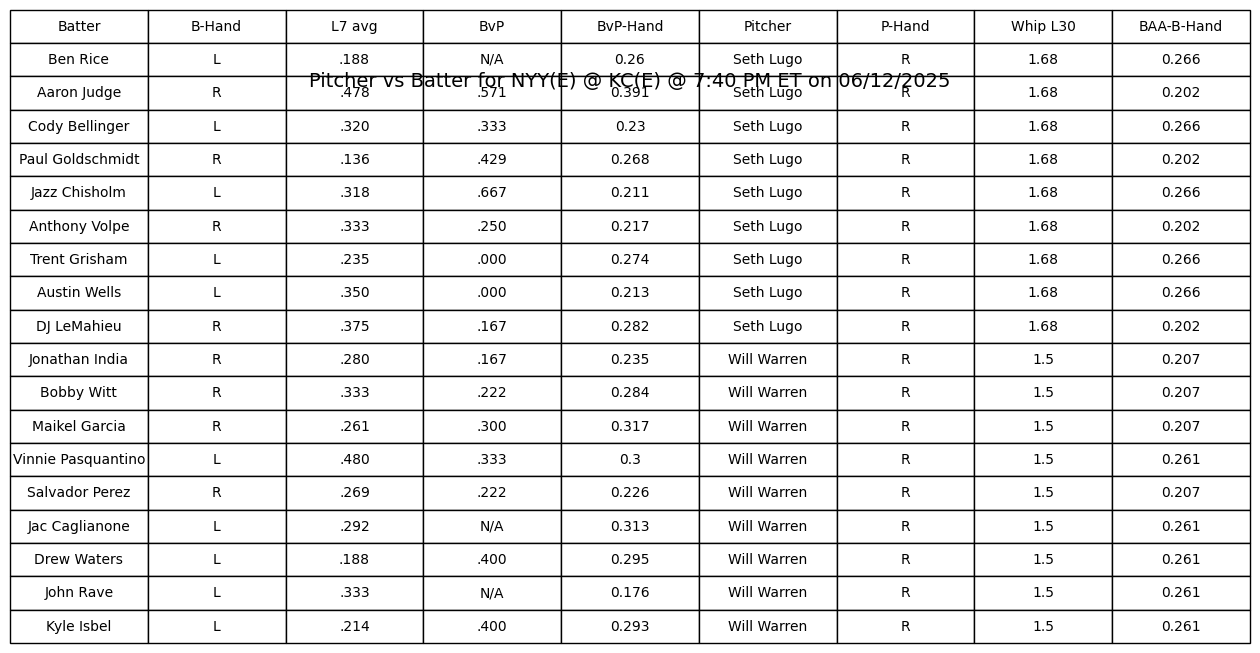 Batter B-Hand L7 avg BvP BvP-Hand Pitcher P-Hand Whip L30 BAA-B-Hand
Ben Rice L .188 N/A 0.26 Seth Lugo R 1.68 0.266
Pitcher vs Batter for NYY(E) @ KC(E) @ 7:40 PM ET on 06/12/2025
Aaron Judge R .478 .571 0.391 Seth Lugo R 1.68 0.202
Cody Bellinger L .320 .333 0.23 Seth Lugo R 1.68 0.266
Paul Goldschmidt R .136 .429 0.268 Seth Lugo R 1.68 0.202
Jazz Chisholm L .318 .667 0.211 Seth Lugo R 1.68 0.266
Anthony Volpe R .333 .250 0.217 Seth Lugo R 1.68 0.202
Trent Grisham L .235 .000 0.274 Seth Lugo R 1.68 0.266
Austin Wells L .350 .000 0.213 Seth Lugo R 1.68 0.266
DJ LeMahieu R .375 .167 0.282 Seth Lugo R 1.68 0.202
Jonathan India R .280 .167 0.235 Will Warren R 1.5 0.207
Bobby Witt R .333 .222 0.284 Will Warren R 1.5 0.207
Maikel Garcia R .261 .300 0.317 Will Warren R 1.5 0.207
Vinnie Pasquantino L .480 .333 0.3 Will Warren R 1.5 0.261
Salvador Perez R .269 .222 0.226 Will Warren R 1.5 0.207
Jac Caglianone L .292 N/A 0.313 Will Warren R 1.5 0.261
Drew Waters L .188 .400 0.295 Will Warren R 1.5 0.261
John Rave L .333 N/A 0.176 Will Warren R 1.5 0.261
Kyle Isbel L .214 .400 0.293 Will Warren R 1.5 0.261